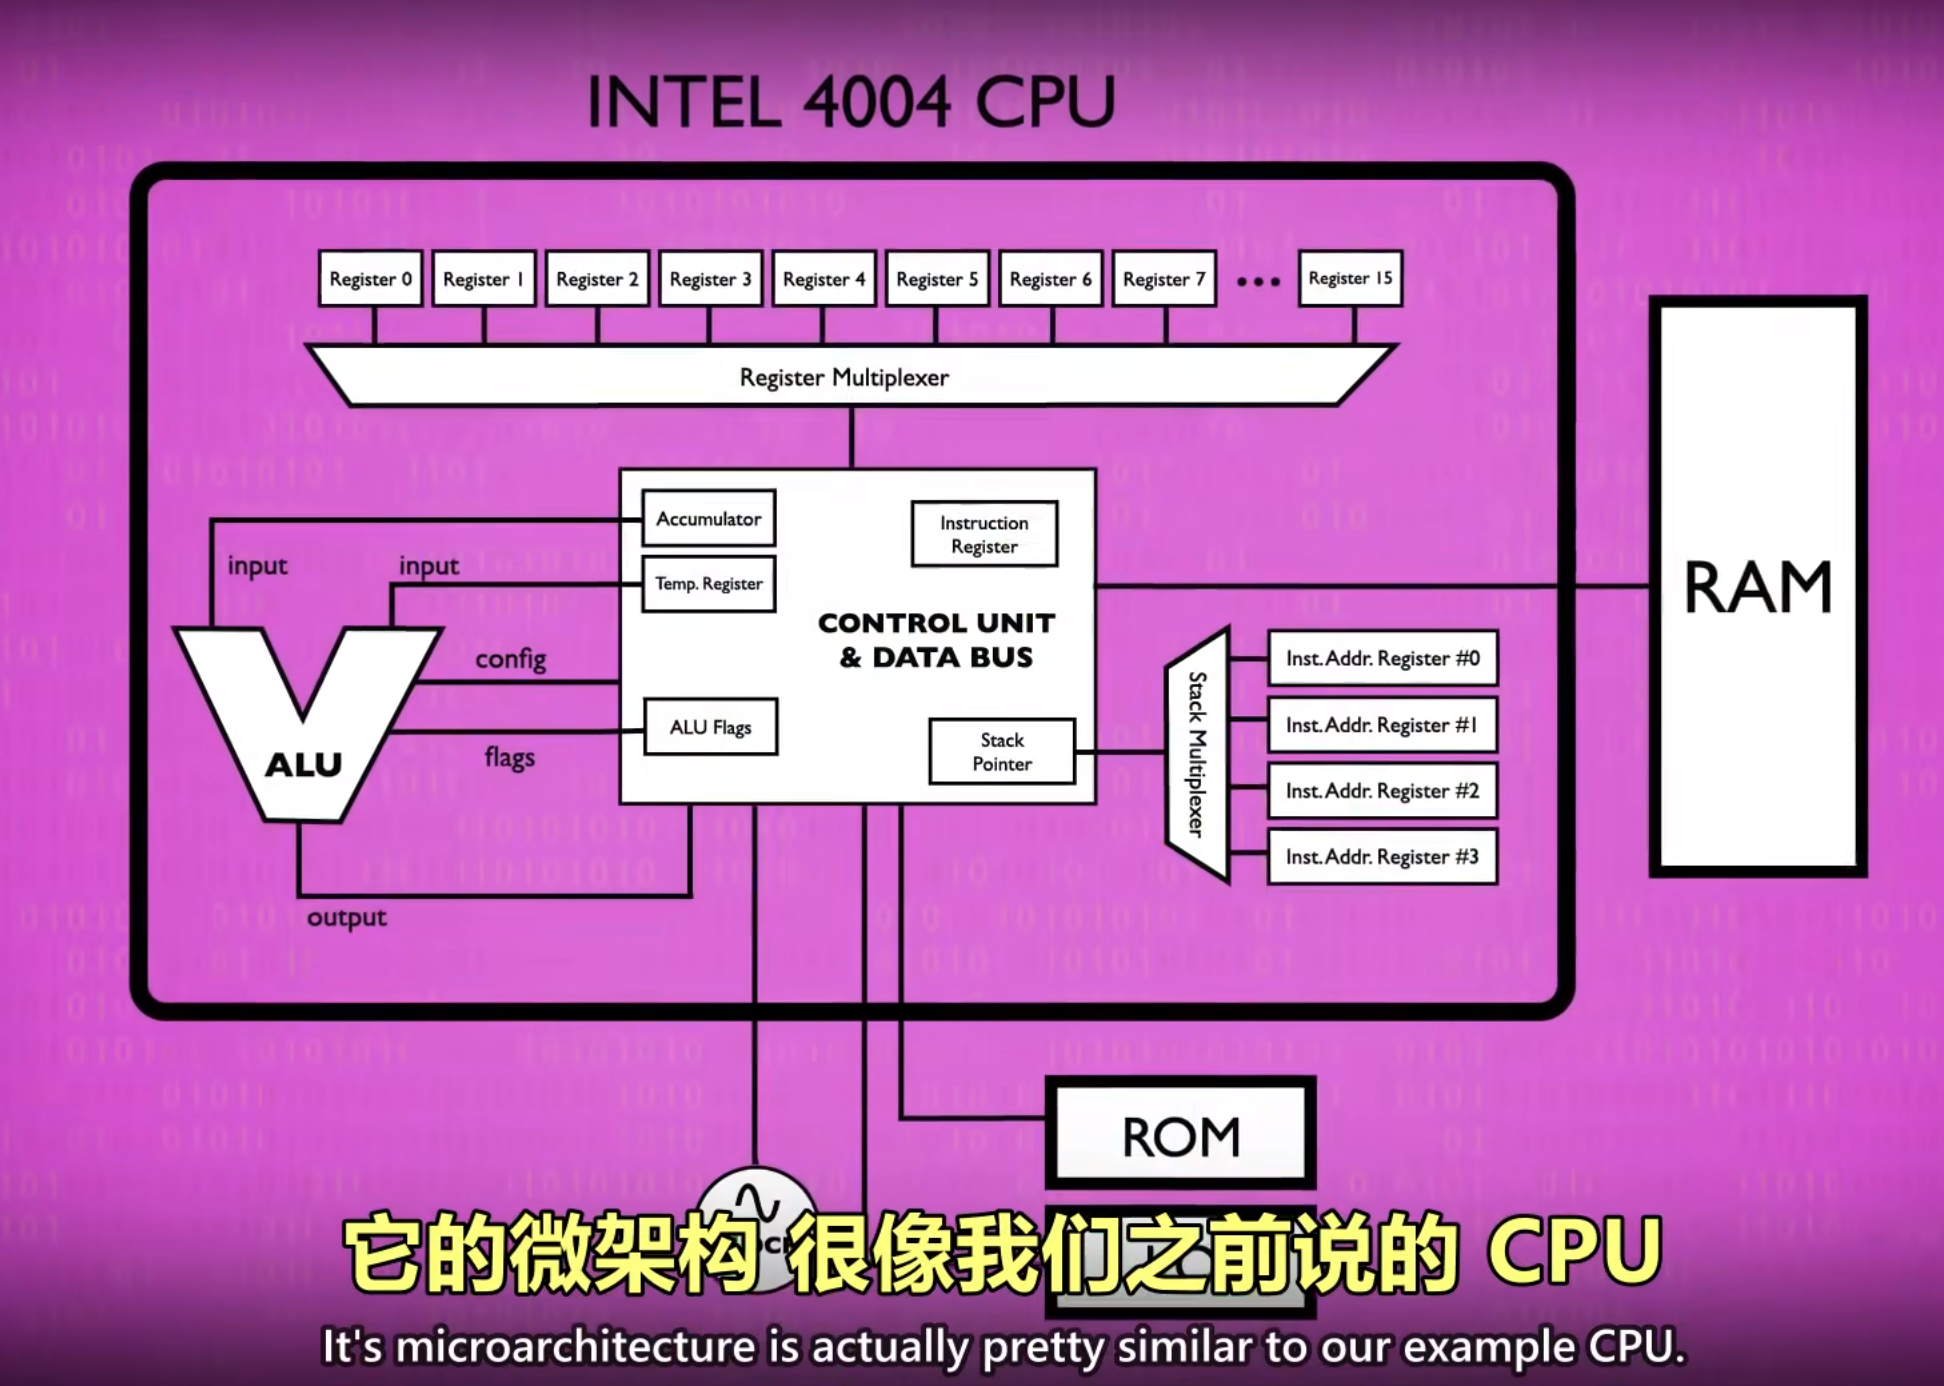 INTEL 4004 CPU
Register 0
Register 1
Register 2
Register 3
Register 4
Register 5
Register 6
Register 7
...
Register 15
Register Multiplexer
Accumulator
Instruction
Register
input
input
Temp. Register
CONTROL UNIT
& DATA BUS
RAM
config
Stack Multiplexer
Inst. Addr. Register #0
Inst. Addr. Register #1
Inst. Addr. Register #2
Inst. Addr. Register #3
ALU Flags
flags
ALU
Stack
Pointer
output
ROM
它的微架构 很像我们之前说的 CPU
It's microarchitecture is actually pretty similar to our example CPU.